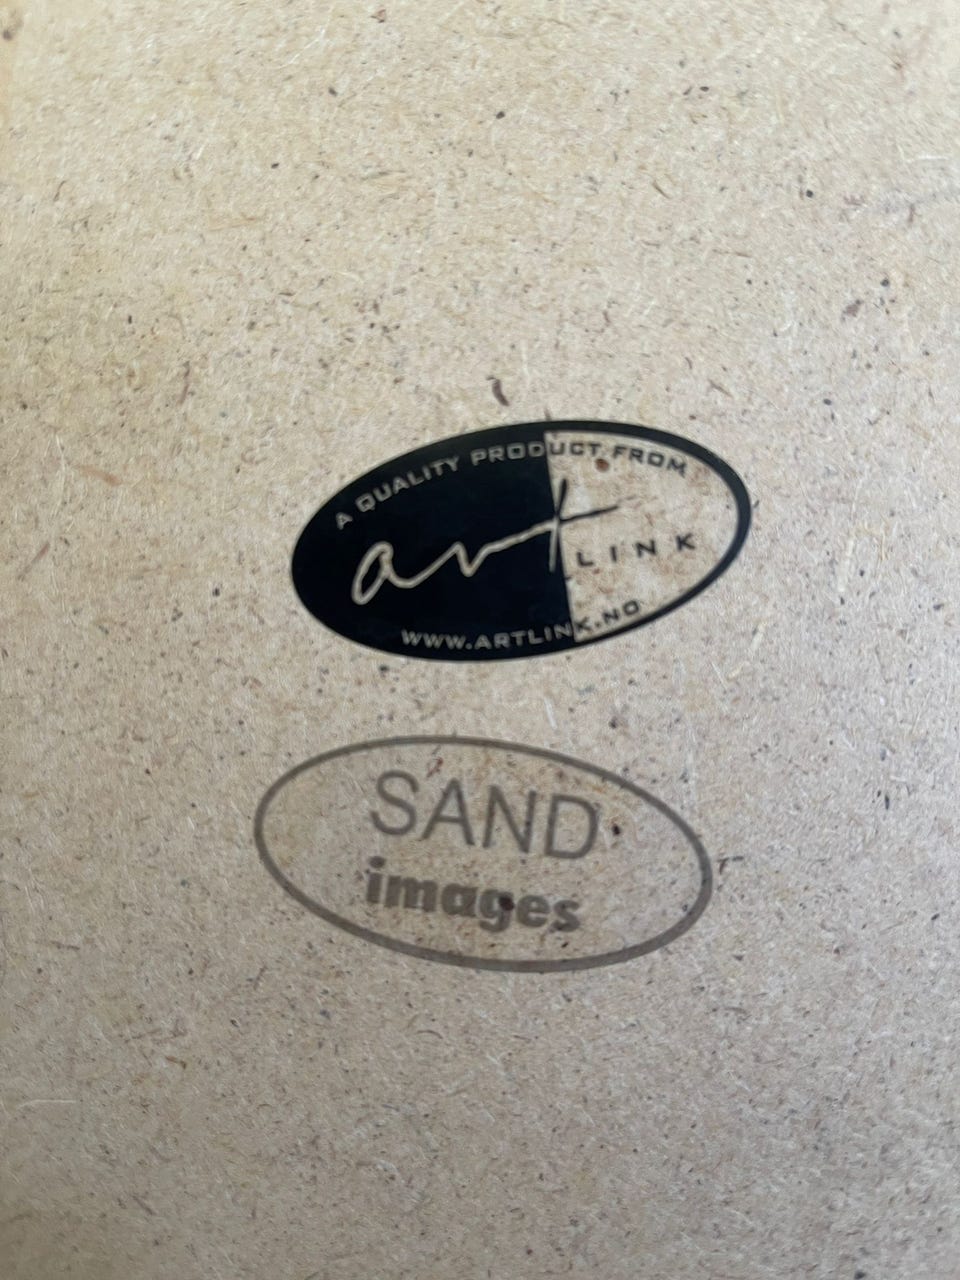 A QUALITY PRODUCT FROM
art
LINK
WWW.ARTLINK.NO
SAND
images